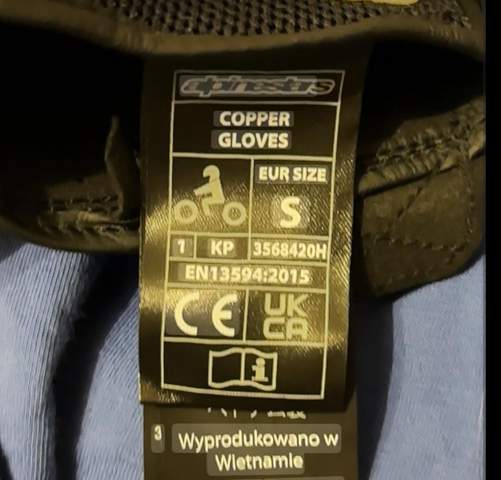 alpinestars
COPPER
GLOVES
EUR SIZE
S
1 KP 3568420H
EN13594:2015
CE UK
CA
i
3
Wyprodukowano w
Wietnamie